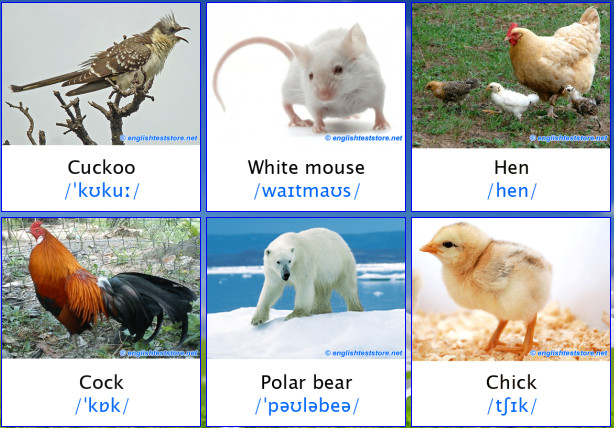 © englishteststore.net
© englishteststore.net
© englishteststore.net
Cuckoo
White mouse
Hen
/ˈkʊkuː/
/waɪtmaʊs/
/hen/
© englishteststore.net
© englishteststore.net
© englishteststore.net
Cock
Polar bear
Chick
/ˈkɒk/
/ˈpəʊləbeə/
/tʃɪk/